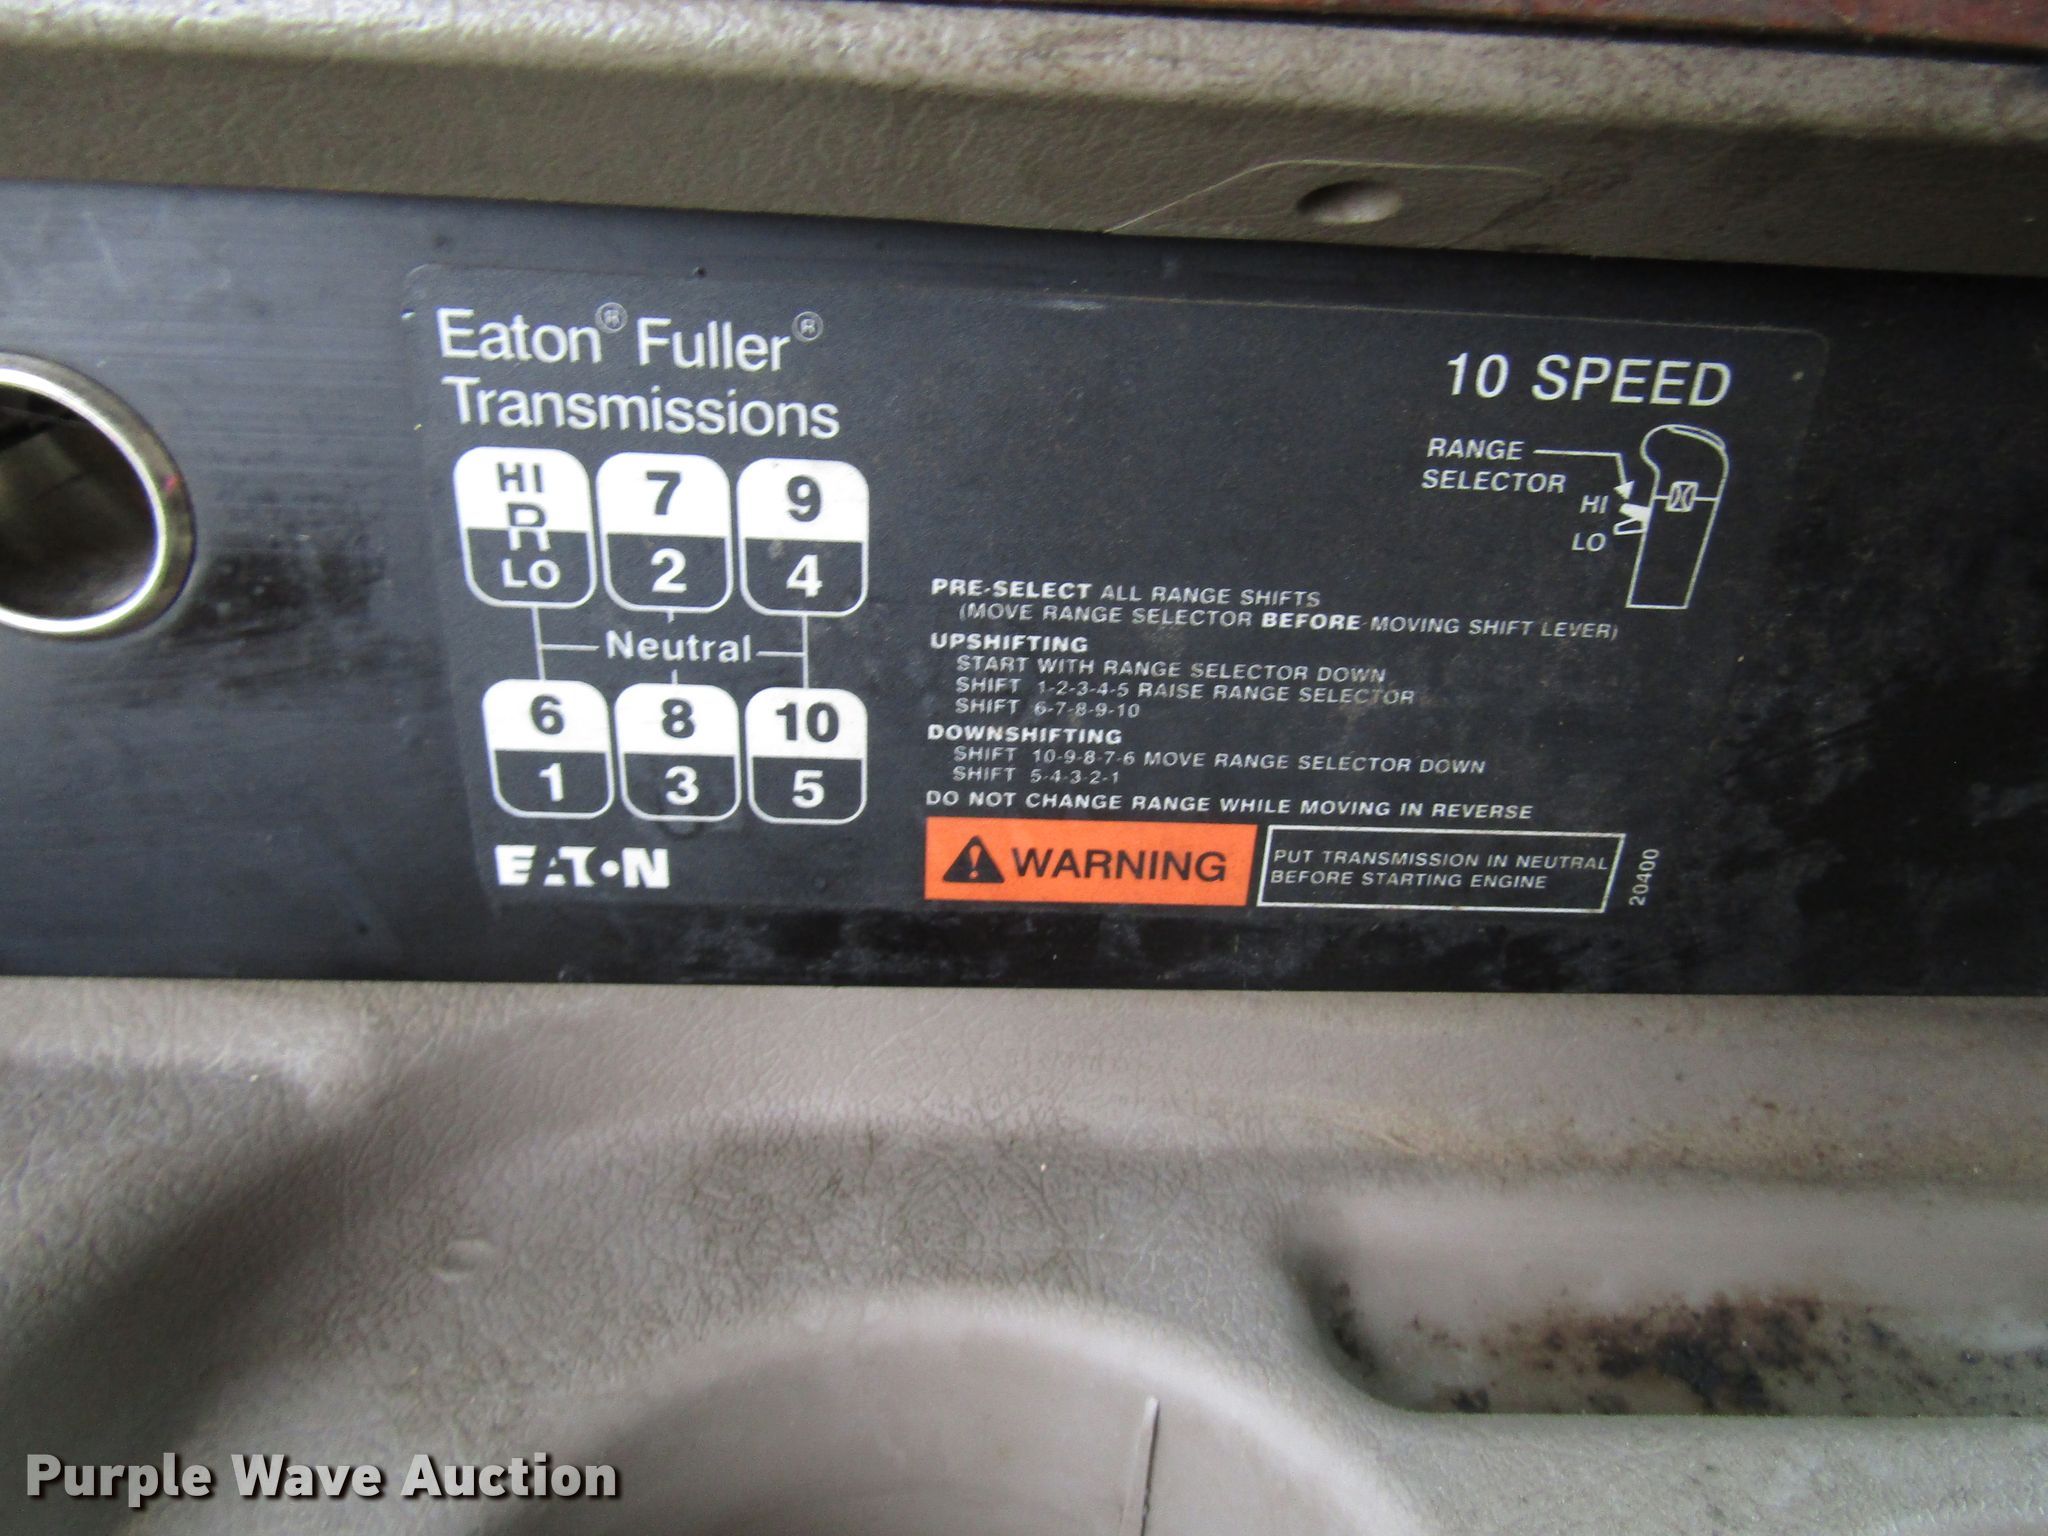 Eaton® Fuller®
Transmissions
10 SPEED
RANGE
SELECTOR
HI
LO
HI
R
LO
7
2
9
4
Neutral
6
1
8
3
10
5
PRE-SELECT ALL RANGE SHIFTS
(MOVE RANGE SELECTOR BEFORE MOVING SHIFT LEVER)
UPSHIFTING
START WITH RANGE SELECTOR DOWN
SHIFT 1-2-3-4-5 RAISE RANGE SELECTOR
SHIFT 6-7-8-9-10
DOWNSHIFTING
SHIFT 10-9-8-7-6 MOVE RANGE SELECTOR DOWN
SHIFT 5-4-3-2-1
DO NOT CHANGE RANGE WHILE MOVING IN REVERSE
WARNING
PUT TRANSMISSION IN NEUTRAL
BEFORE STARTING ENGINE
20400
EATON
Purple Wave Auction